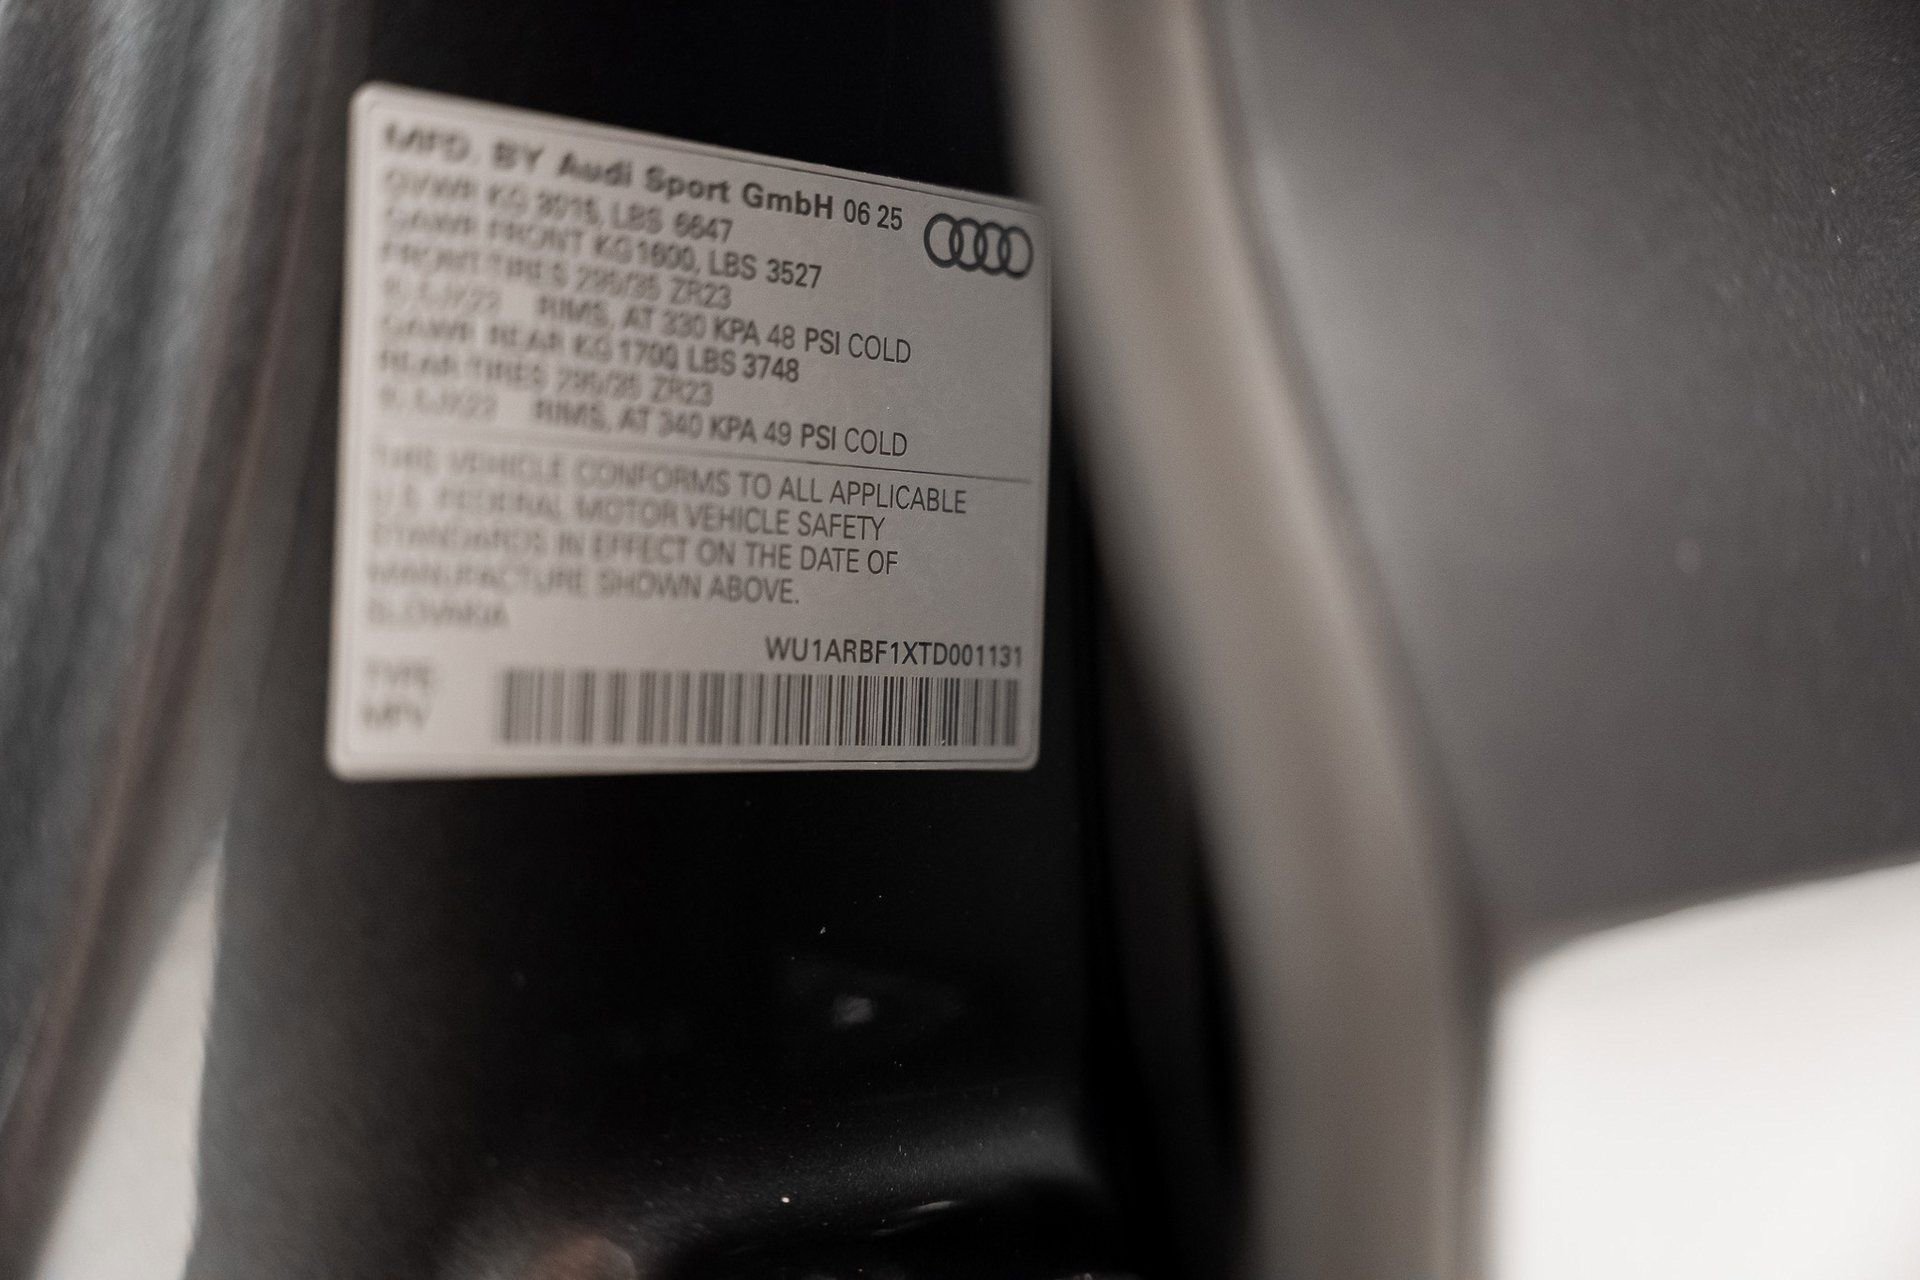 MFD. BY Audi Sport GmbH 06 25
GVWR KG 3015, LBS 6647
GAWR FRONT KG 1600, LBS 3527
FRONT TIRES 295/35 ZR23
RIMS, AT 330 KPA 48 PSI COLD
GAWR REAR KG 1700 LBS 3748
REAR TIRES 295/35 ZR23
RIMS, AT 340 KPA 49 PSI COLD
THIS VEHICLE CONFORMS TO ALL APPLICABLE
U.S. FEDERAL MOTOR VEHICLE SAFETY
STANDARDS IN EFFECT ON THE DATE OF
MANUFACTURE SHOWN ABOVE.
SLOVAKIA
WU1ARBF1XTD001131
TYPE
MPV